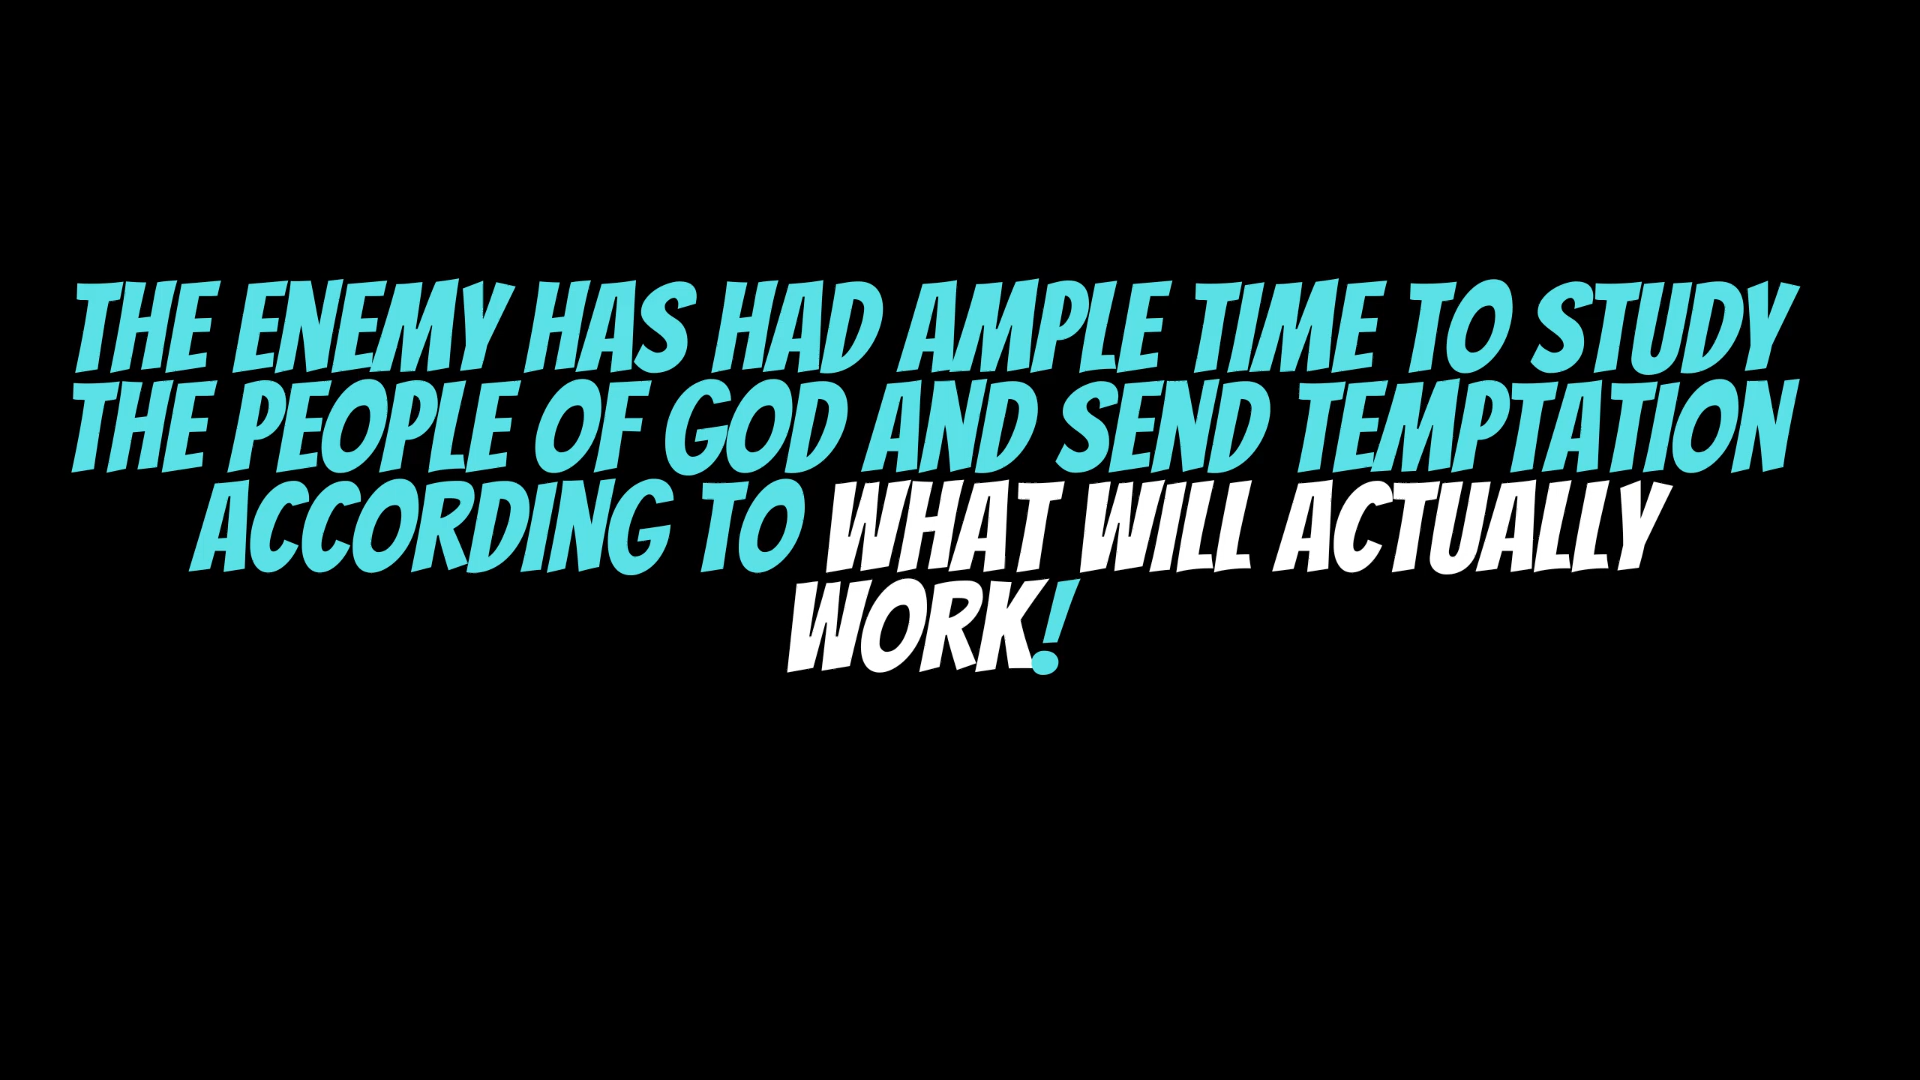 THE ENEMY HAS HAD AMPLE TIME TO STUDY
THE PEOPLE OF GOD AND SEND TEMPTATION
ACCORDING TO WHAT WILL ACTUALLY
WORK!